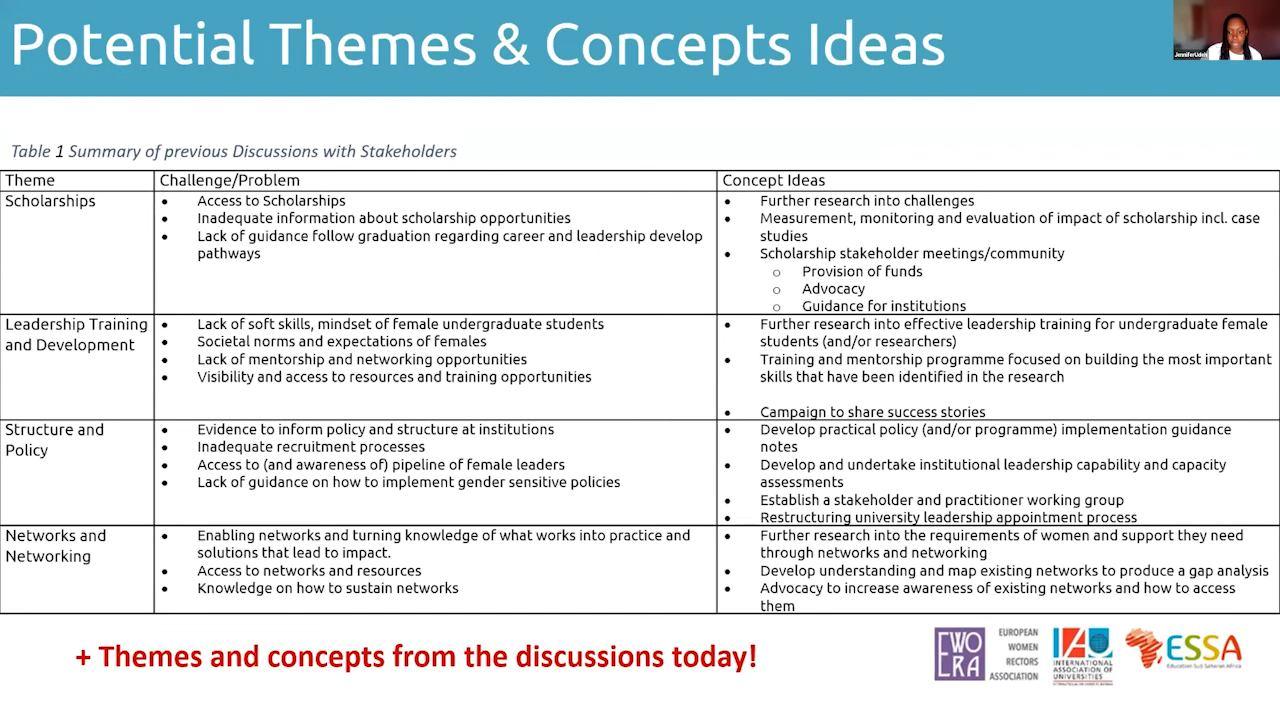 Potential Themes & Concepts Ideas
JenniferUdeh
Table 1 Summary of previous Discussions with Stakeholders
Theme
Challenge/Problem
Concept Ideas
Scholarships
• Access to Scholarships
• Inadequate information about scholarship opportunities
• Lack of guidance follow graduation regarding career and leadership develop
pathways
• Further research into challenges
• Measurement, monitoring and evaluation of impact of scholarship incl. case
studies
• Scholarship stakeholder meetings/community
o Provision of funds
o Advocacy
o Guidance for institutions
Leadership Training
and Development
• Lack of soft skills, mindset of female undergraduate students
• Societal norms and expectations of females
• Lack of mentorship and networking opportunities
• Visibility and access to resources and training opportunities
• Further research into effective leadership training for undergraduate female
students (and/or researchers)
• Training and mentorship programme focused on building the most important
skills that have been identified in the research
• Campaign to share success stories
Structure and
Policy
• Evidence to inform policy and structure at institutions
• Inadequate recruitment processes
• Access to (and awareness of) pipeline of female leaders
• Lack of guidance on how to implement gender sensitive policies
• Develop practical policy (and/or programme) implementation guidance
notes
• Develop and undertake institutional leadership capability and capacity
assessments
• Establish a stakeholder and practitioner working group
• Restructuring university leadership appointment process
Networks and
Networking
• Enabling networks and turning knowledge of what works into practice and
solutions that lead to impact.
• Access to networks and resources
• Knowledge on how to sustain networks
• Further research into the requirements of women and support they need
through networks and networking
• Develop understanding and map existing networks to produce a gap analysis
• Advocacy to increase awareness of existing networks and how to access
them
+ Themes and concepts from the discussions today!
EWO
ERA
EUROPEAN
WOMEN
RECTORS
ASSOCIATION
IAU
INTERNATIONAL
ASSOCIATION OF
UNIVERSITIES
ESSA
Education Sub Saharan Africa